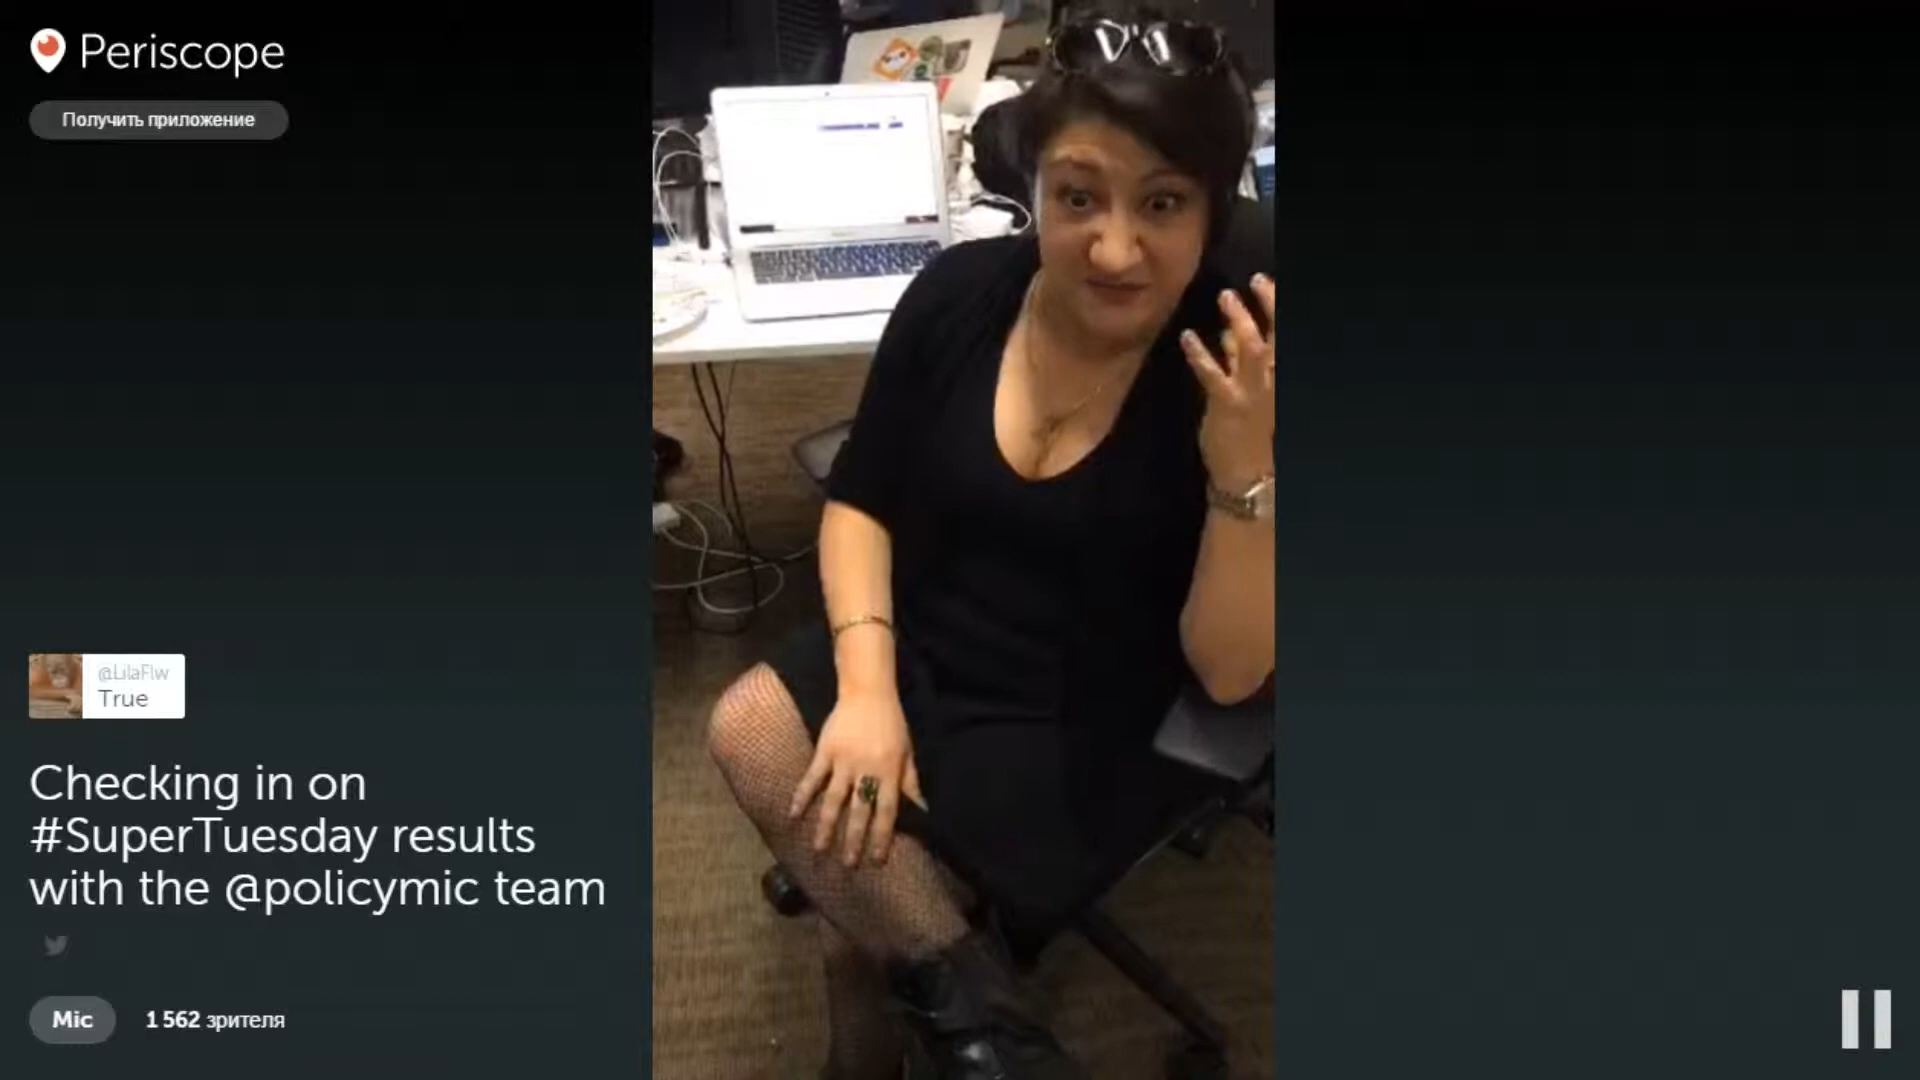 Periscope
Получить приложение
@LilaFlw
True
Checking in on
#SuperTuesday results
with the @policymic team
Mic
1 562 зрителя